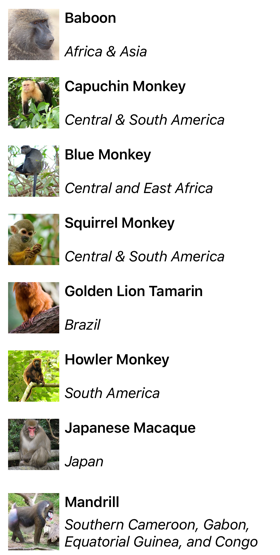 Baboon
Africa & Asia
Capuchin Monkey
Central & South America
Blue Monkey
Central and East Africa
Squirrel Monkey
Central & South America
Golden Lion Tamarin
Brazil
Howler Monkey
South America
Japanese Macaque
Japan
Mandrill
Southern Cameroon, Gabon,
Equatorial Guinea, and Congo